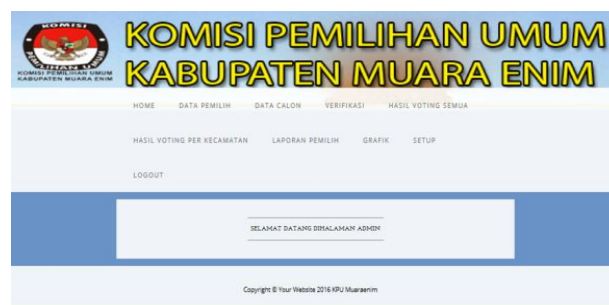 KOMISI
PEMILIHAN UMUM
KOMISI PEMILIHAN UMUM
KABUPATEN MUARA ENIM
KOMISI PEMILIHAN UMUM
KABUPATEN MUARA ENIM
HOME DATA PEMILIH DATA CALON VERIFIKASI HASIL VOTING SEMUA
HASIL VOTING PER KECAMATAN LAPORAN PEMILIH GRAFIK SETUP
LOGOUT
SELAMAT DATANG DIHALAMAN ADMIN
Copyright © Your Website 2016 KPU Muaraenim